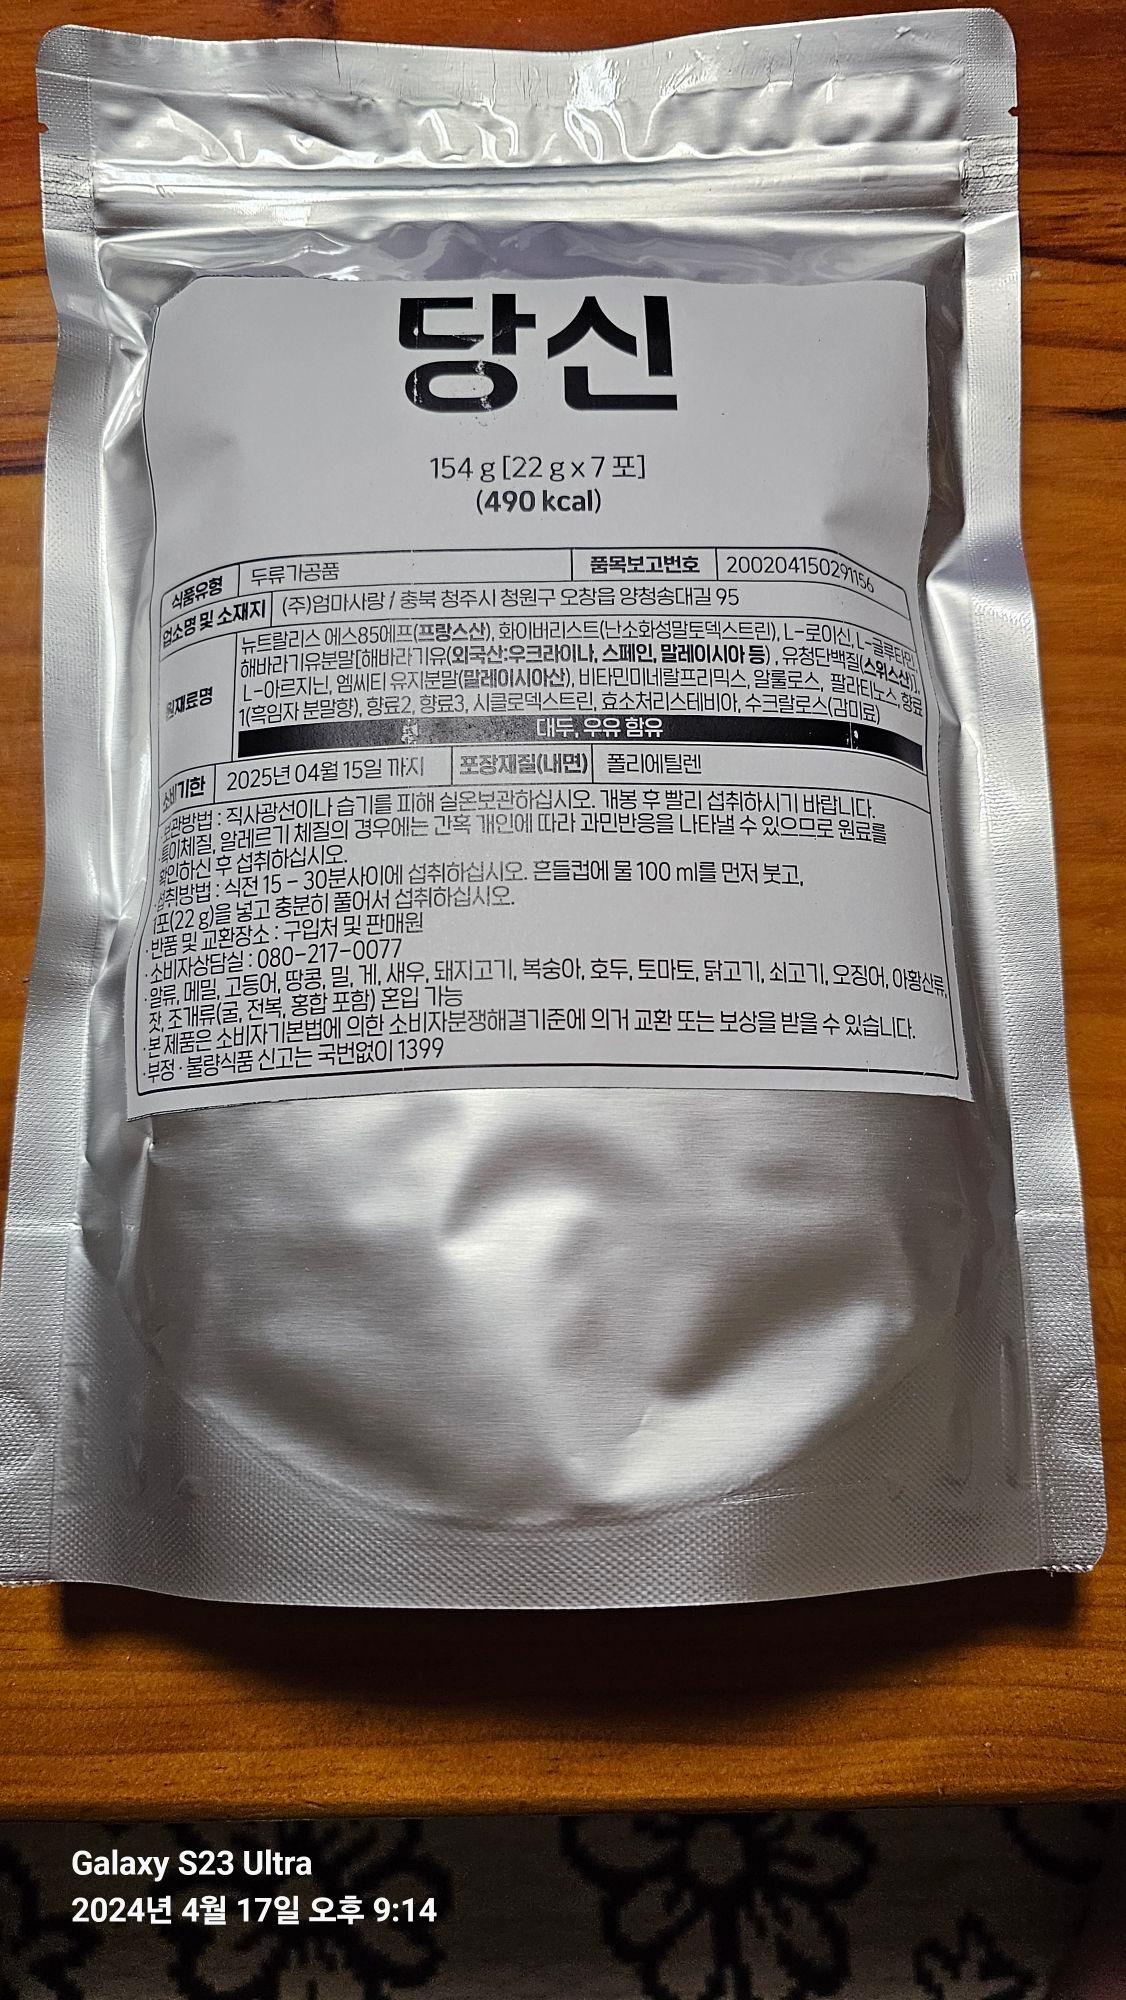 당신
154 g [22 g x 7 포]
(490 kcal)
식품유형 두류가공품 품목보고번호 200204150291156
업소명 및 소재지 (주)엄마사랑 / 충북 청주시 청원구 오창읍 양청송대길 95
원재료명
뉴트랄리스 에스85에프(프랑스산), 화이버리스트(난소화성말토덱스트린), L-로이신, L-글루타민,
해바라기유분말[해바라기유(외국산:우크라이나, 스페인, 말레이시아 등) , 유청단백질(스위스산)],
L-아르지닌, 엠씨티 유지분말(말레이시아산), 비타민미네랄프리믹스, 알룰로스, 팔라티노스, 향료
1(흑임자 분말향), 향료2, 향료3, 시클로덱스트린, 효소처리스테비아, 수크랄로스(감미료)
대두, 우유 함유
소비기한 2025년 04월 15일 까지 포장재질(내면) 폴리에틸렌
보관방법 : 직사광선이나 습기를 피해 실온보관하십시오. 개봉 후 빨리 섭취하시기 바랍니다.
특이체질, 알레르기 체질의 경우에는 간혹 개인에 따라 과민반응을 나타낼 수 있으므로 원료를
확인하신 후 섭취하십시오.
섭취방법 : 식전 15 – 30분사이에 섭취하십시오. 흔들컵에 물 100 ml를 먼저 붓고,
1포(22 g)을 넣고 충분히 풀어서 섭취하십시오.
·반품 및 교환장소 : 구입처 및 판매원
·소비자상담실 : 080-217-0077
·알류, 메밀, 고등어, 땅콩, 밀, 게, 새우, 돼지고기, 복숭아, 호두, 토마토, 닭고기, 쇠고기, 오징어, 아황산류,
잣, 조개류(굴, 전복, 홍합 포함) 혼입 가능
·본 제품은 소비자기본법에 의한 소비자분쟁해결기준에 의거 교환 또는 보상을 받을 수 있습니다.
·부정·불량식품 신고는 국번없이 1399
Galaxy S23 Ultra
2024년 4월 17일 오후 9:14